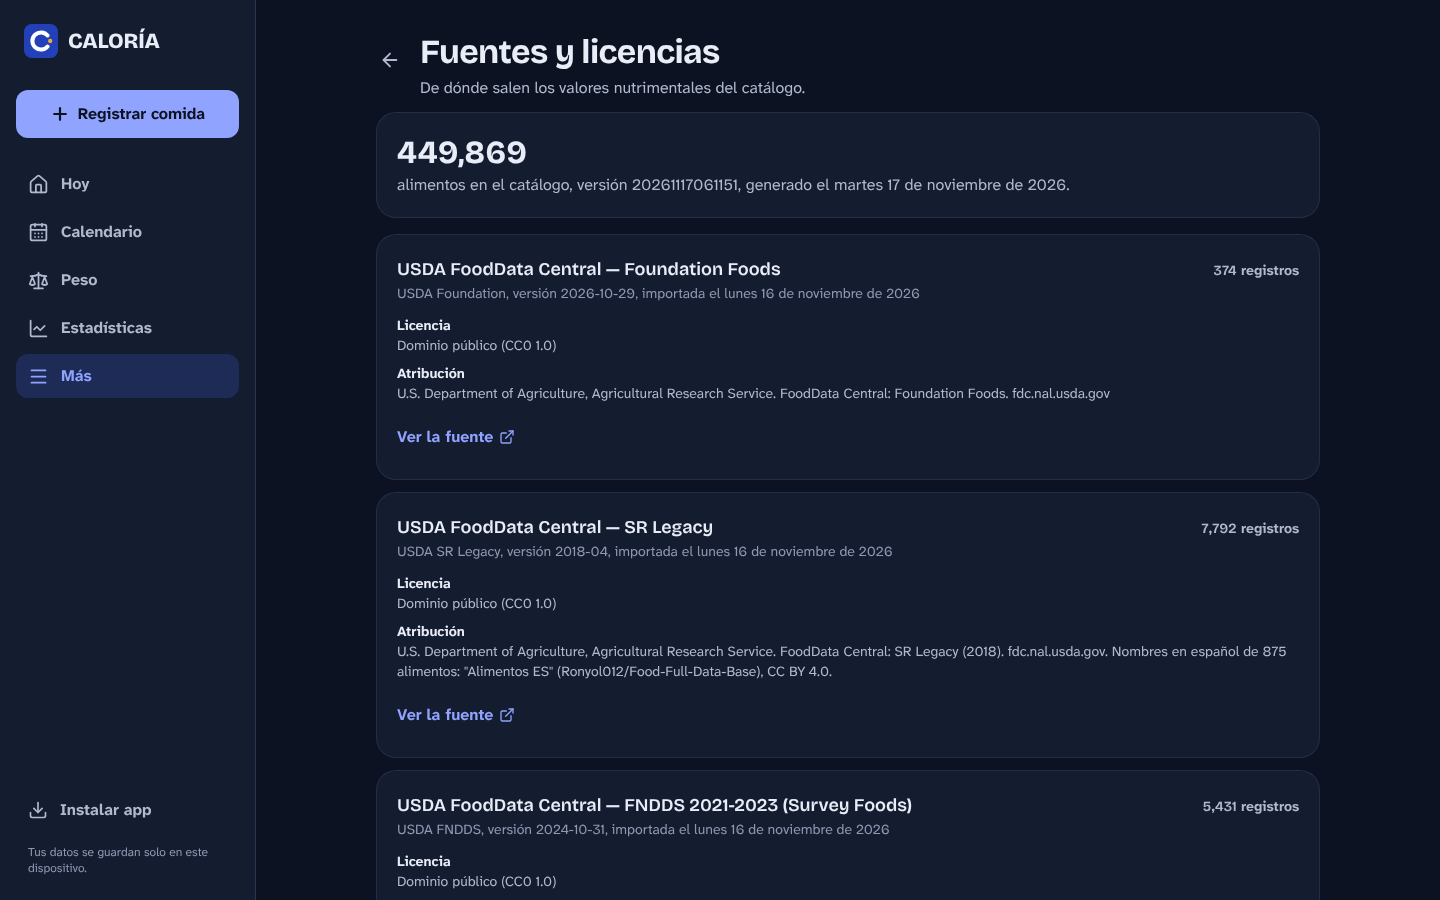 CALORÍA
Registrar comida
Hoy
Calendario
Peso
Estadísticas
Más
Instalar app
Tus datos se guardan solo en este
dispositivo.
Fuentes y licencias
De dónde salen los valores nutrimentales del catálogo.
449,869
alimentos en el catálogo, versión 20261117061151, generado el martes 17 de noviembre de 2026.
USDA FoodData Central — Foundation Foods
374 registros
USDA Foundation, versión 2026-10-29, importada el lunes 16 de noviembre de 2026
Licencia
Dominio público (CC0 1.0)
Atribución
U.S. Department of Agriculture, Agricultural Research Service. FoodData Central: Foundation Foods. fdc.nal.usda.gov
Ver la fuente
USDA FoodData Central — SR Legacy
7,792 registros
USDA SR Legacy, versión 2018-04, importada el lunes 16 de noviembre de 2026
Licencia
Dominio público (CC0 1.0)
Atribución
U.S. Department of Agriculture, Agricultural Research Service. FoodData Central: SR Legacy (2018). fdc.nal.usda.gov. Nombres en español de 875
alimentos: "Alimentos ES" (Ronyol012/Food-Full-Data-Base), CC BY 4.0.
Ver la fuente
USDA FoodData Central — FNDDS 2021-2023 (Survey Foods)
5,431 registros
USDA FNDDS, versión 2024-10-31, importada el lunes 16 de noviembre de 2026
Licencia
Dominio público (CC0 1.0)